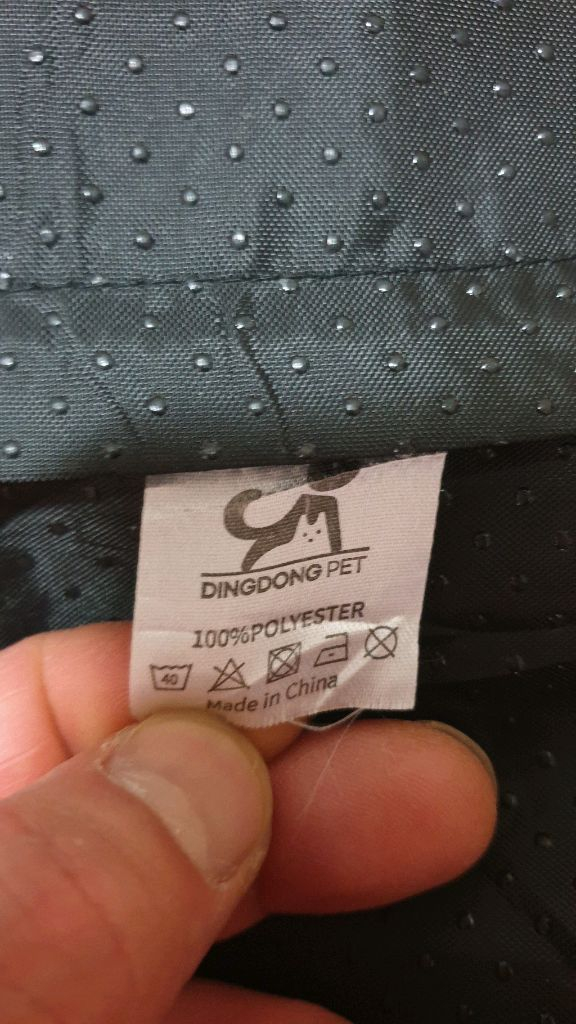 DINGDONG PET
100%POLYESTER
40
Made in China